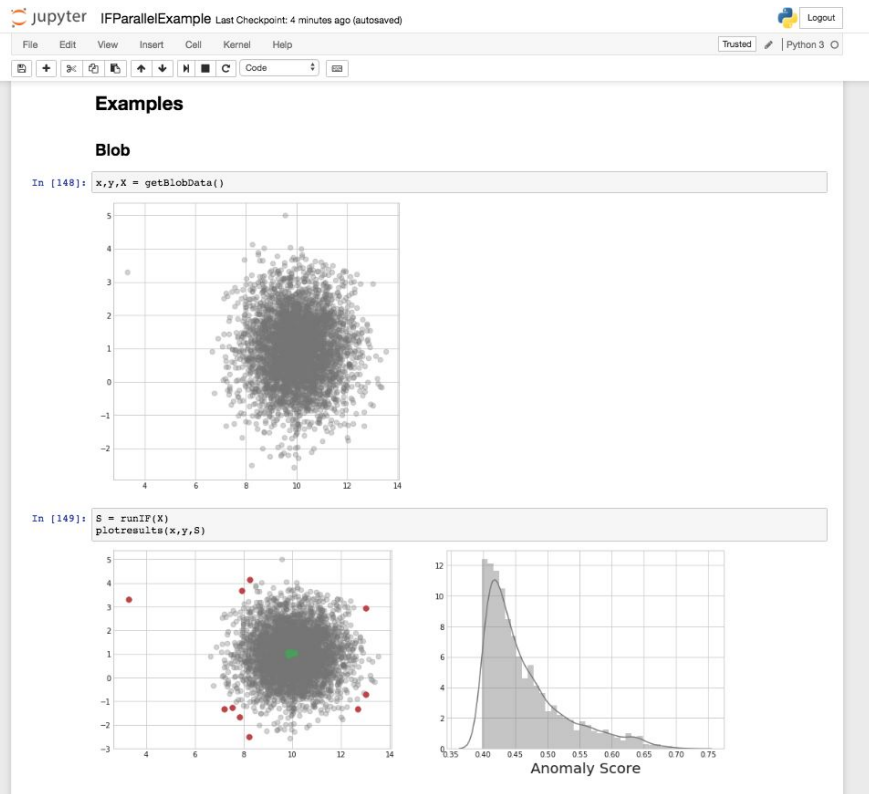 jupyter IFParallelExample Last Checkpoint: 4 minutes ago (autosaved)
Logout
File Edit View Insert Cell Kernel Help
Trusted Python 3
Code
Examples
Blob
In [148]: x,y,X = getBlobData()
5
4
3
2
1
0
−1
−2
4 6 8 10 12 14
In [149]: S = runIF(X)
plotresults(x,y,S)
5
4
3
2
1
0
−1
−2
−3
4 6 8 10 12 14
12
10
8
6
4
2
0
0.35 0.40 0.45 0.50 0.55 0.60 0.65 0.70 0.75
Anomaly Score